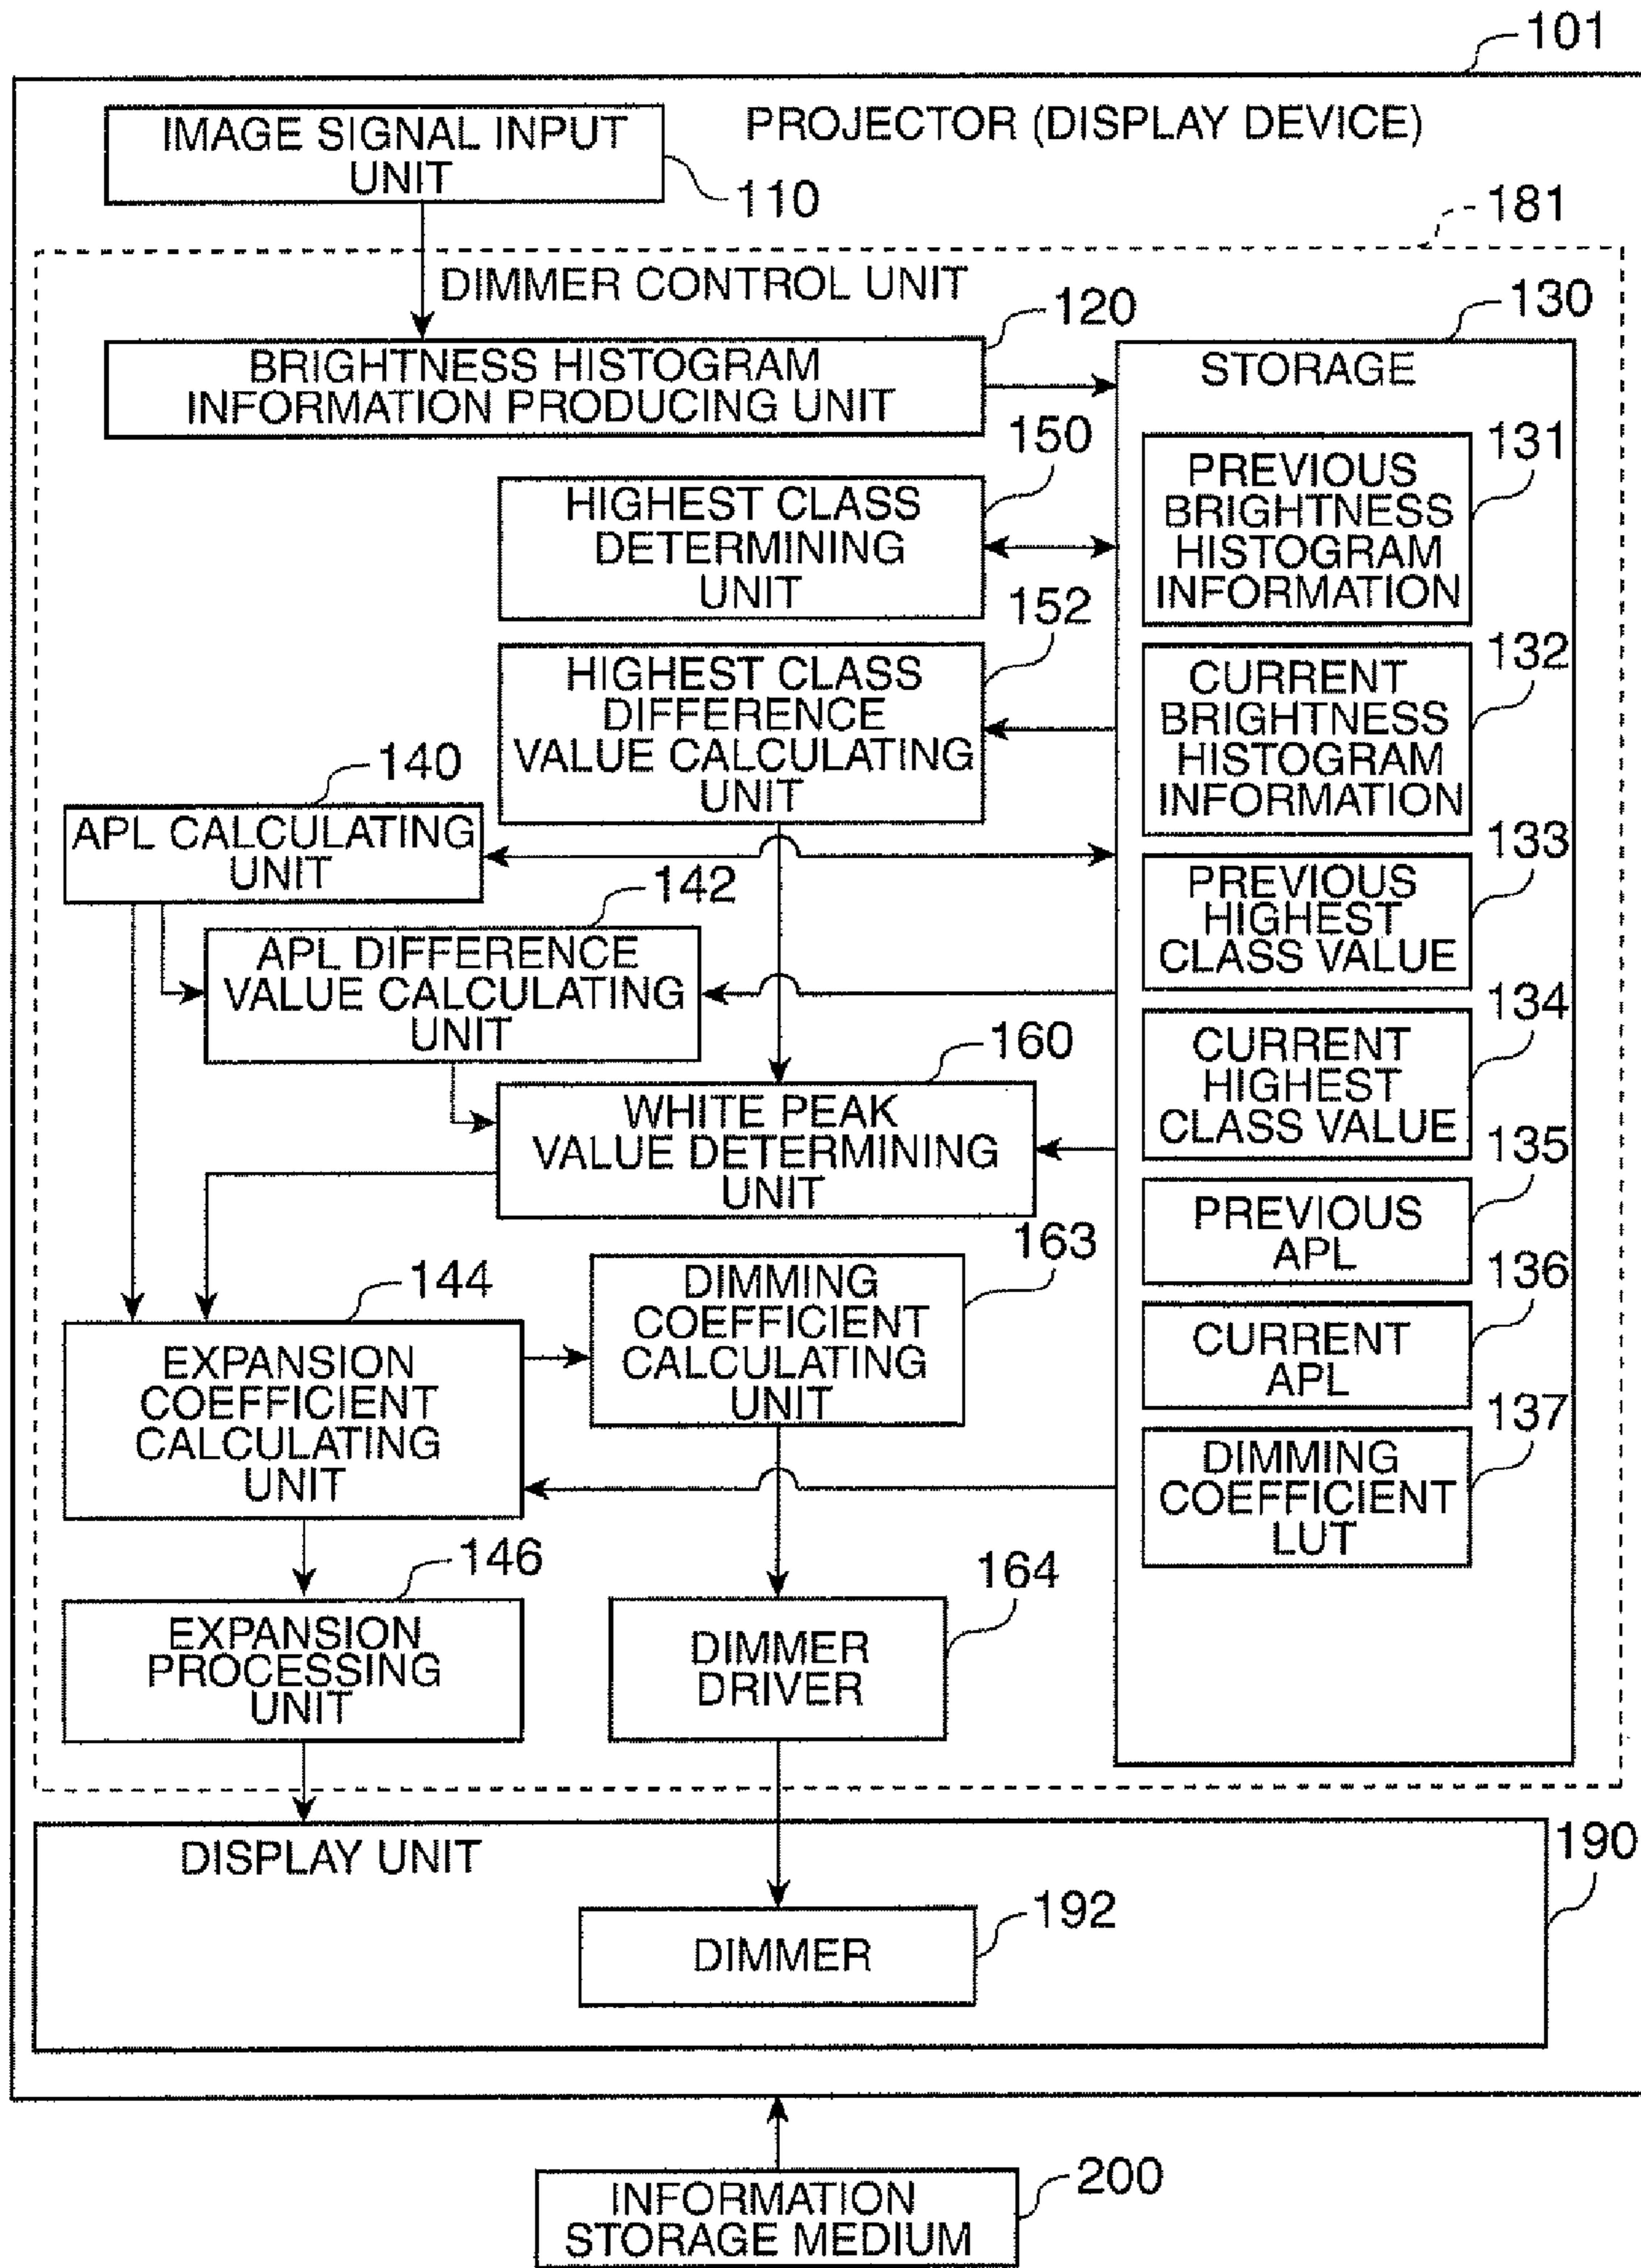 101
PROJECTOR (DISPLAY DEVICE)
IMAGE SIGNAL INPUT
UNIT
110
181
DIMMER CONTROL UNIT
120
130
BRIGHTNESS HISTOGRAM
INFORMATION PRODUCING UNIT
STORAGE
150
131
HIGHEST CLASS
DETERMINING
UNIT
PREVIOUS
BRIGHTNESS
HISTOGRAM
INFORMATION
152
132
HIGHEST CLASS
DIFFERENCE
VALUE CALCULATING
UNIT
CURRENT
BRIGHTNESS
HISTOGRAM
INFORMATION
140
APL CALCULATING
UNIT
133
PREVIOUS
HIGHEST
CLASS VALUE
142
APL DIFFERENCE
VALUE CALCULATING
UNIT
134
CURRENT
HIGHEST
CLASS VALUE
160
WHITE PEAK
VALUE DETERMINING
UNIT
135
PREVIOUS
APL
163
DIMMING
COEFFICIENT
CALCULATING
UNIT
136
CURRENT
APL
144
EXPANSION
COEFFICIENT
CALCULATING
UNIT
137
DIMMING
COEFFICIENT
LUT
146
EXPANSION
PROCESSING
UNIT
164
DIMMER
DRIVER
DISPLAY UNIT
190
192
DIMMER
200
INFORMATION
STORAGE MEDIUM